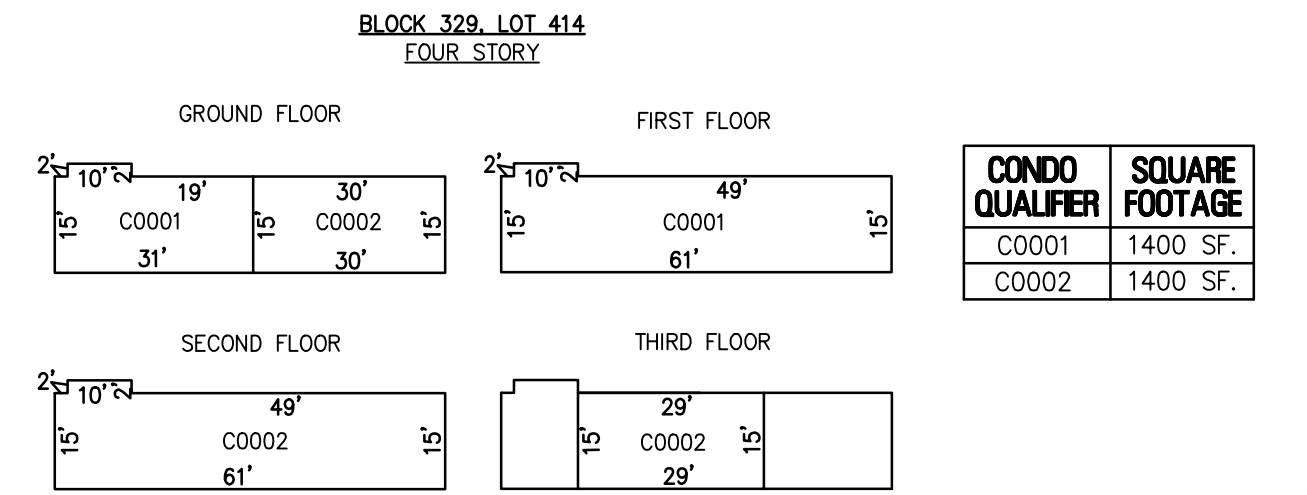 BLOCK 329, LOT 414
FOUR STORY
GROUND FLOOR
2'
10'
2'
19'
30'
15'
C0001
15'
C0002
15'
31'
30'
FIRST FLOOR
2'
10'
2'
49'
15'
C0001
15'
61'
CONDO QUALIFIER
SQUARE FOOTAGE
C0001 1400 SF.
C0002 1400 SF.
SECOND FLOOR
2'
10'
2'
49'
15'
C0002
15'
61'
THIRD FLOOR
29'
15'
C0002
15'
29'